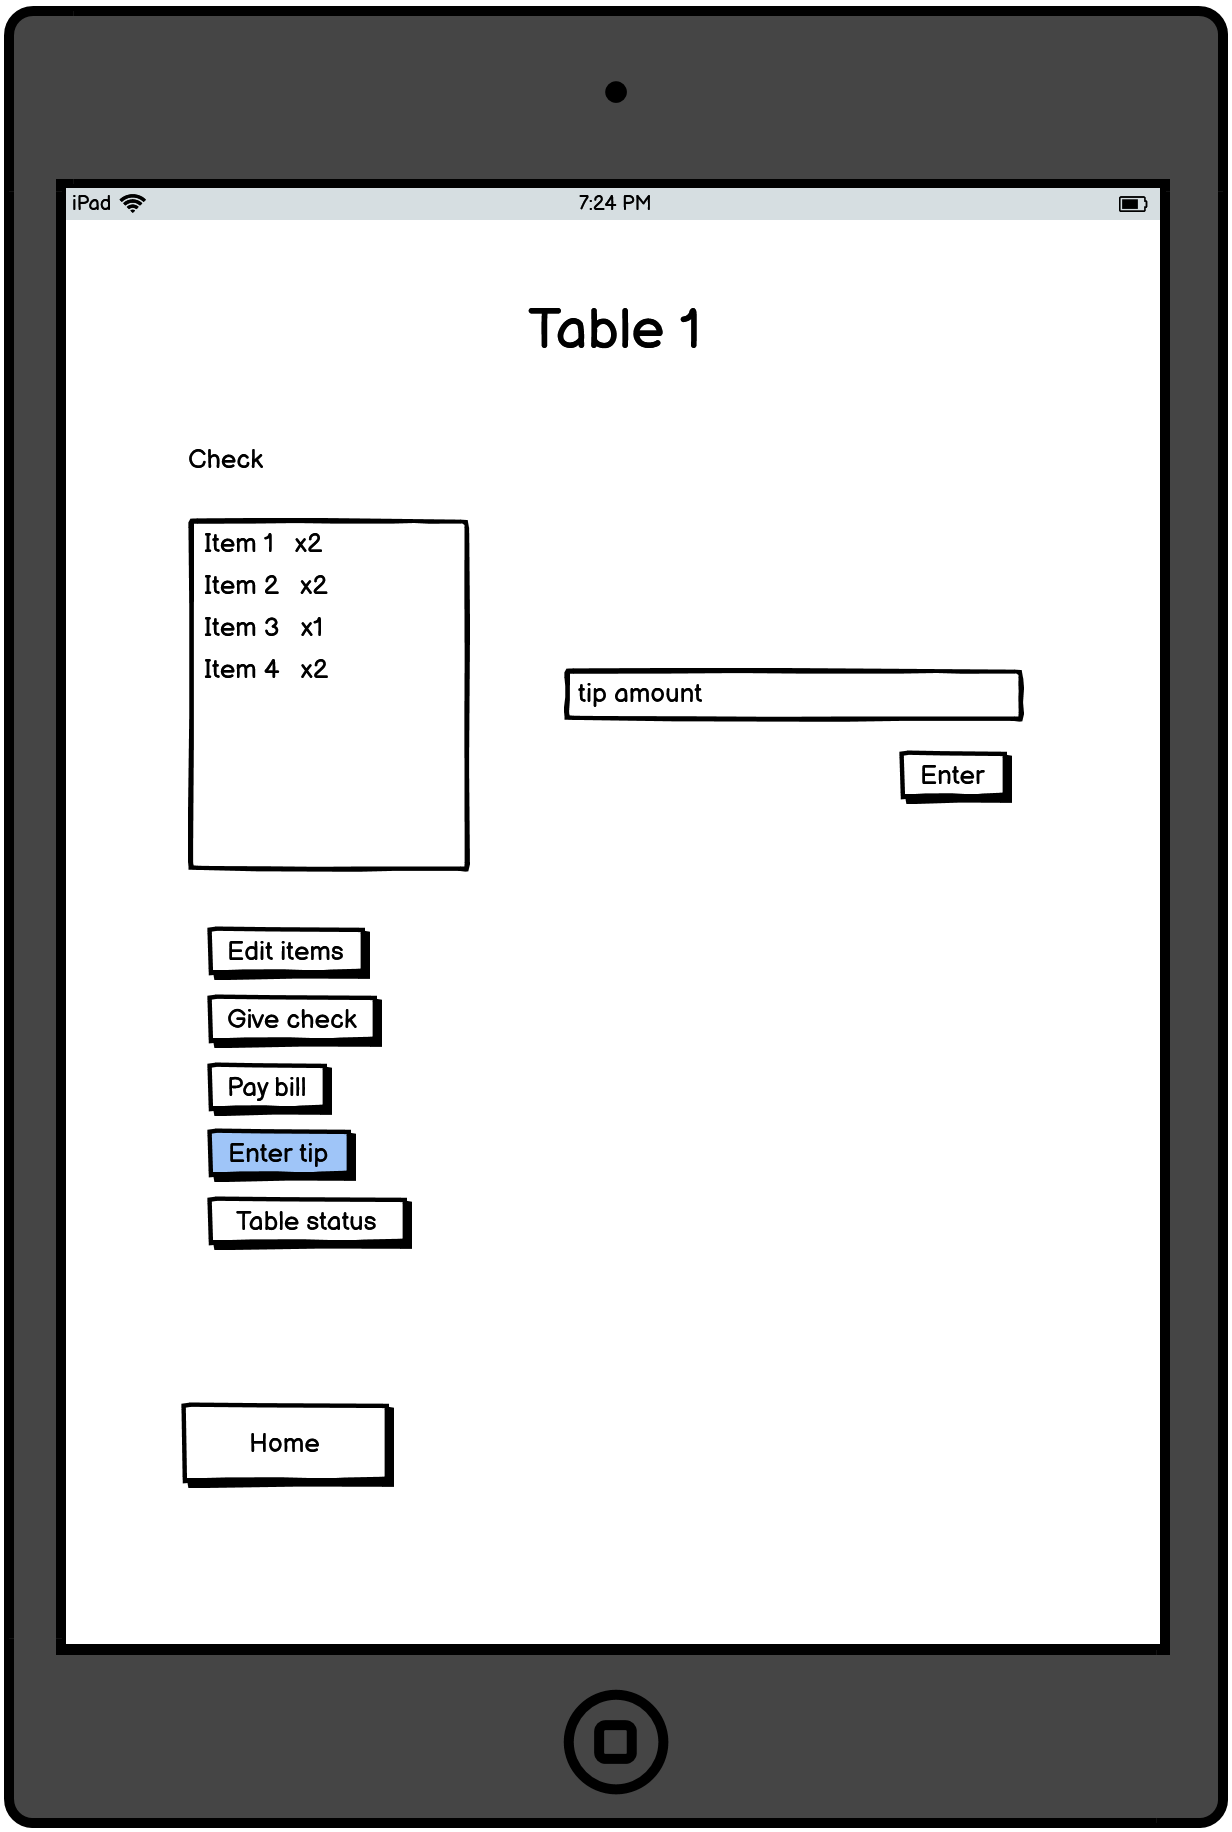 iPad 7:24 PM
Table 1
Check
Item 1 x2
Item 2 x2
Item 3 x1
Item 4 x2
tip amount
Enter
Edit items
Give check
Pay bill
Enter tip
Table status
Home